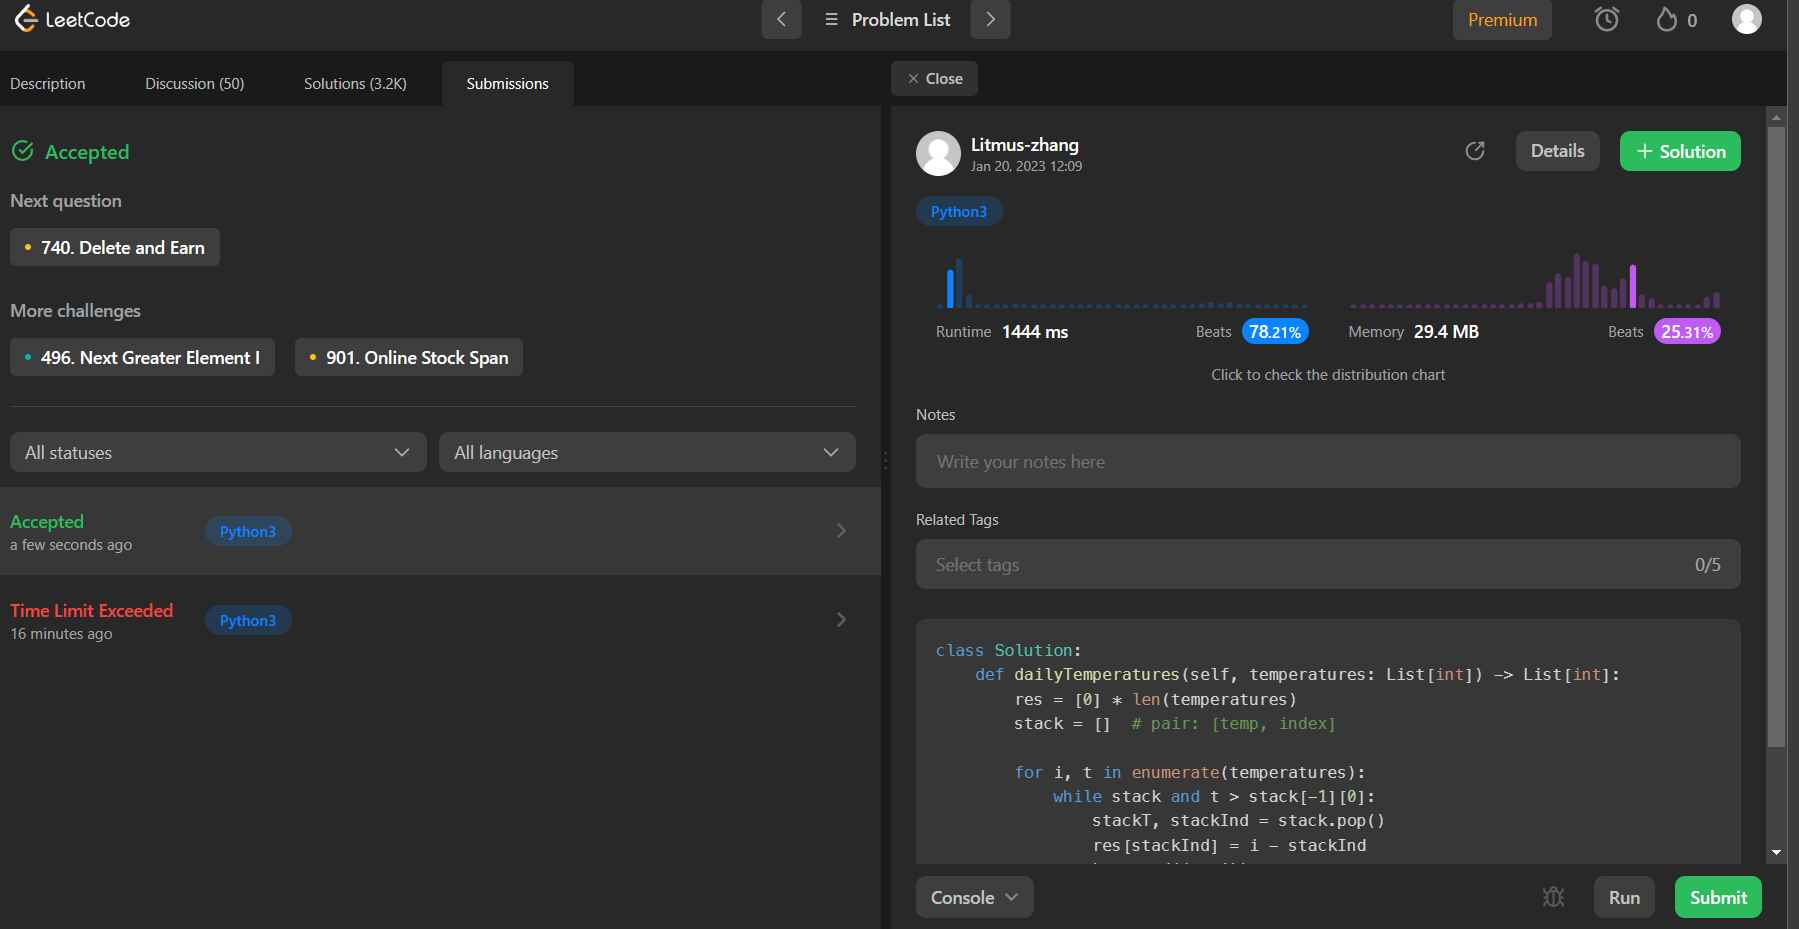 LeetCode
Problem List
Premium
0
Description
Discussion (50)
Solutions (3.2K)
Submissions
Close
Accepted
Next question
740. Delete and Earn
More challenges
496. Next Greater Element I
901. Online Stock Span
All statuses
All languages
Accepted
a few seconds ago
Python3
Time Limit Exceeded
16 minutes ago
Python3
Litmus-zhang
Jan 20, 2023 12:09
Details
+ Solution
Python3
Runtime 1444 ms
Beats 78.21%
Memory 29.4 MB
Beats 25.31%
Click to check the distribution chart
Notes
Write your notes here
Related Tags
Select tags
0/5
class Solution:
    def dailyTemperatures(self, temperatures: List[int]) -> List[int]:
        res = [0] * len(temperatures)
        stack = []  # pair: [temp, index]
        for i, t in enumerate(temperatures):
            while stack and t > stack[-1][0]:
                stackT, stackInd = stack.pop()
                res[stackInd] = i - stackInd
Console
Run
Submit